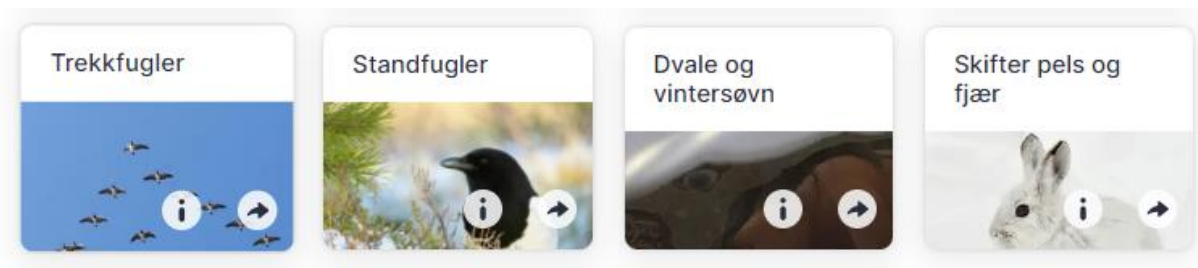 Trekkfugler
Standfugler
Dvale og
vintersøvn
Skifter pels og
fjær